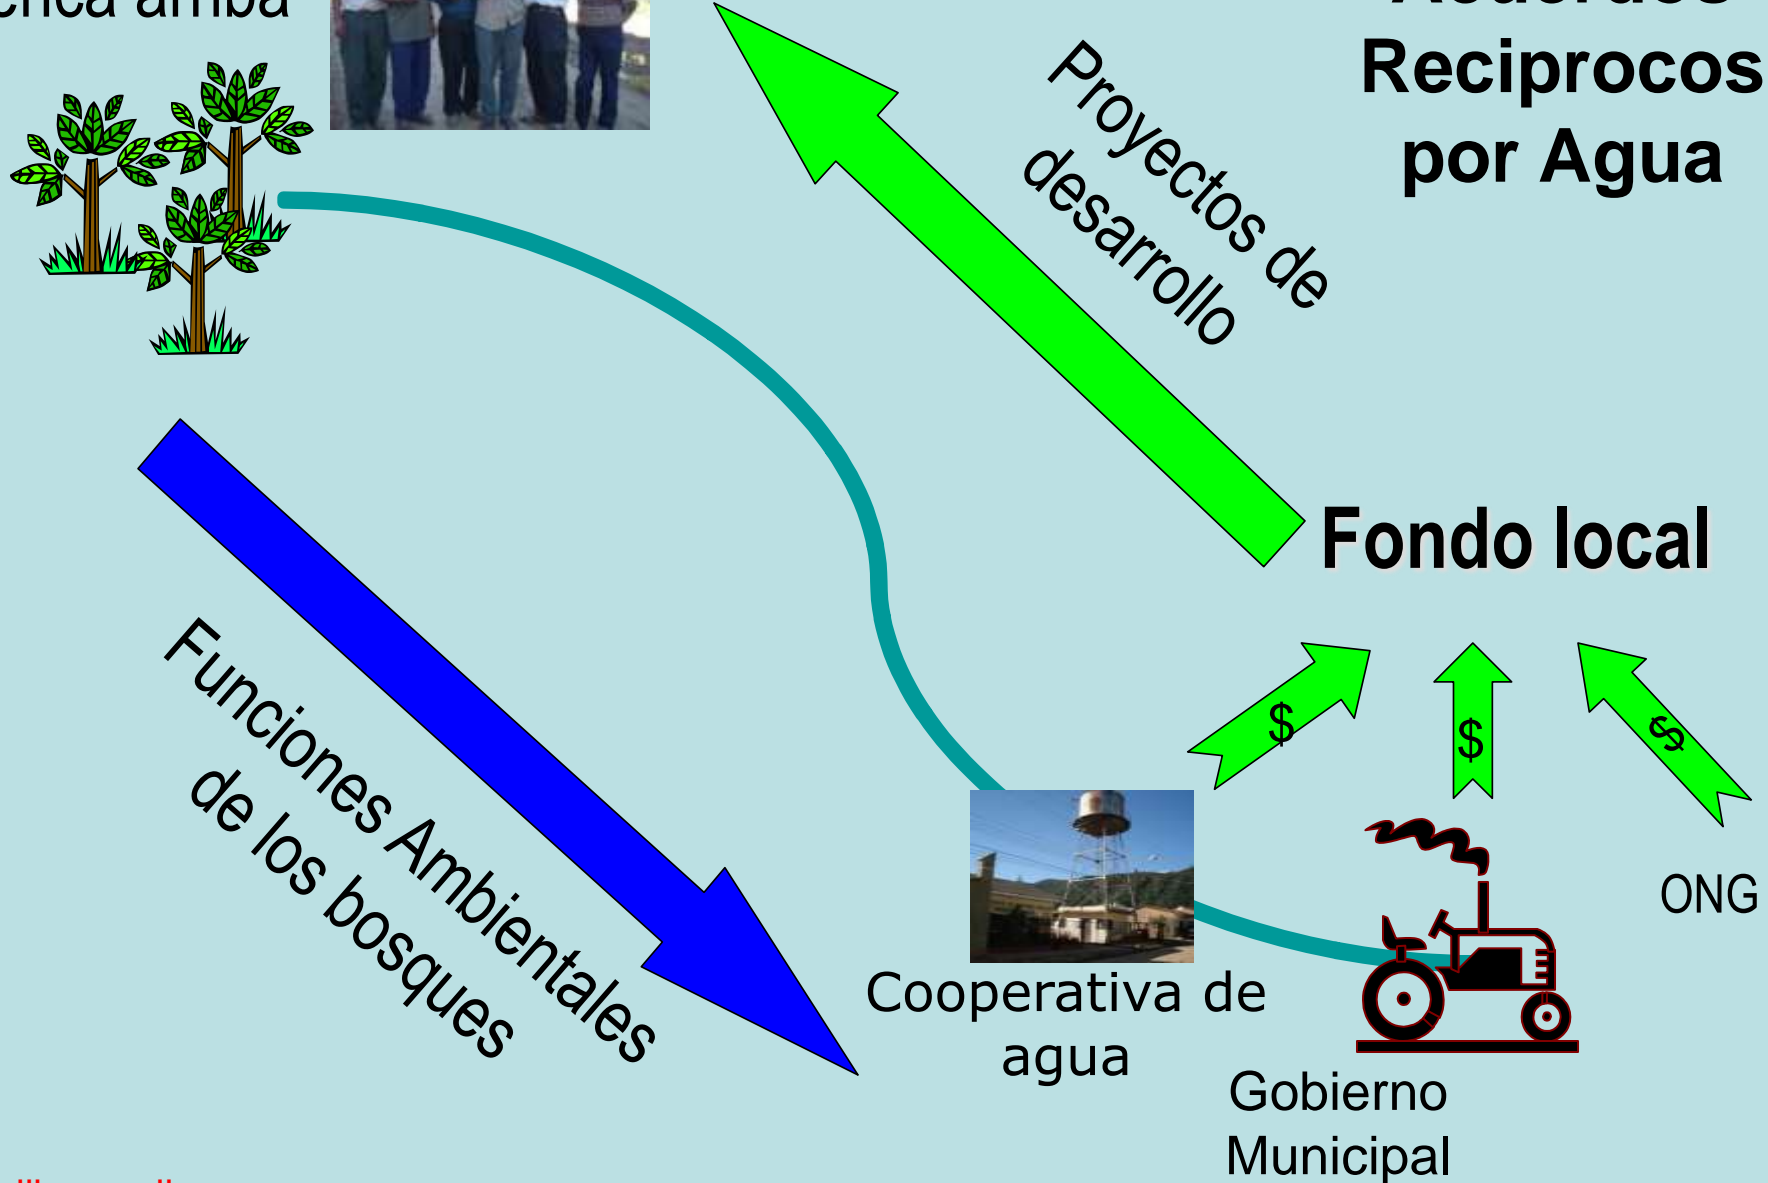 arriba
Reciprocos
por Agua
Proyectos de
desarrollo
Fondo local
$ $ $
Funciones Ambientales
de los bosques
ONG
Cooperativa de
agua
Gobierno
Municipal